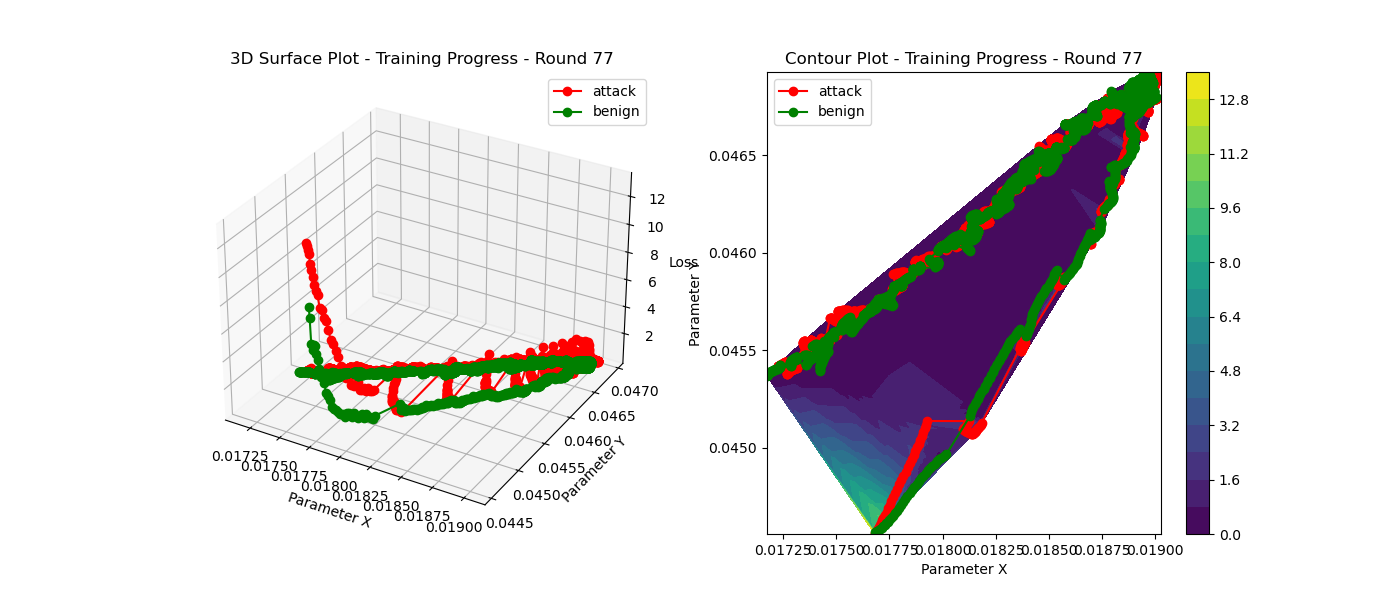 3D Surface Plot - Training Progress - Round 77
attack
benign
12
10
8
6
4
2
Loss
0.0470
0.0465
0.0460
0.0455
0.0450
0.0445
Parameter Y
0.01725
0.01750
0.01775
0.01800
0.01825
0.01850
0.01875
0.01900
Parameter X
Contour Plot - Training Progress - Round 77
attack
benign
0.0465
0.0460
0.0455
0.0450
Parameter Y
0.01725 0.01750 0.01775 0.01800 0.01825 0.01850 0.01875 0.01900
Parameter X
12.8
11.2
9.6
8.0
6.4
4.8
3.2
1.6
0.0